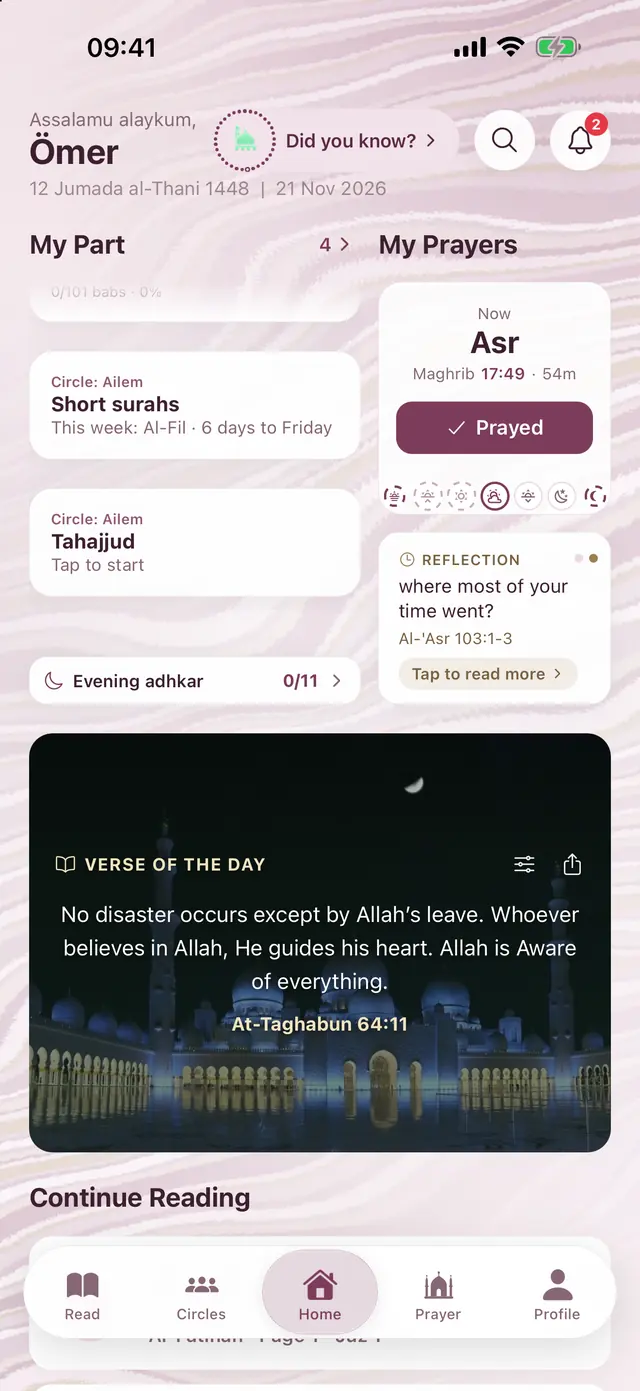 09:41
Assalamu alaykum,
Ömer
Did you know?
2
12 Jumada al-Thani 1448 | 21 Nov 2026
My Part
4
0/101 babs · 0%
Circle: Ailem
Short surahs
This week: Al-Fil · 6 days to Friday
Circle: Ailem
Tahajjud
Tap to start
Evening adhkar
0/11
My Prayers
Now
Asr
Maghrib 17:49 · 54m
Prayed
REFLECTION
where most of your
time went?
Al-'Asr 103:1-3
Tap to read more
VERSE OF THE DAY
No disaster occurs except by Allah’s leave. Whoever
believes in Allah, He guides his heart. Allah is Aware
of everything.
At-Taghabun 64:11
Continue Reading
Read
Circles
Home
Prayer
Profile